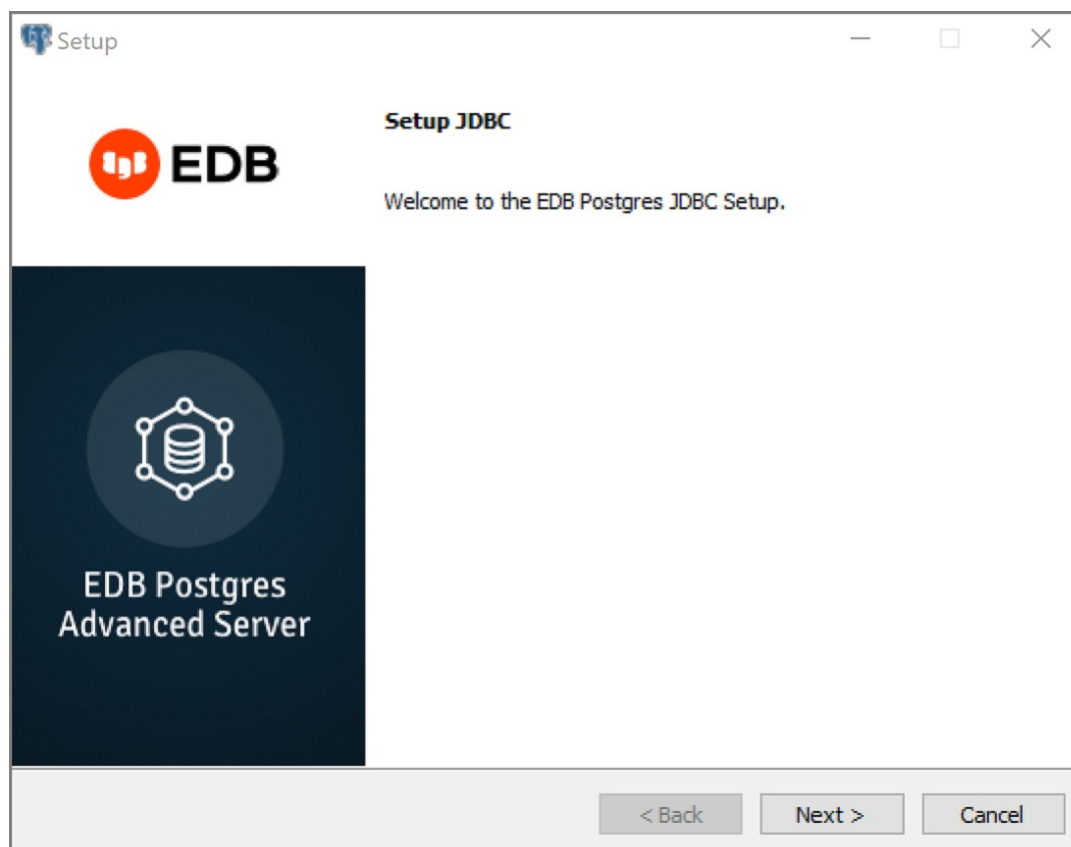 Setup
EDB
Setup JDBC
Welcome to the EDB Postgres JDBC Setup.
EDB Postgres
Advanced Server
< Back
Next >
Cancel